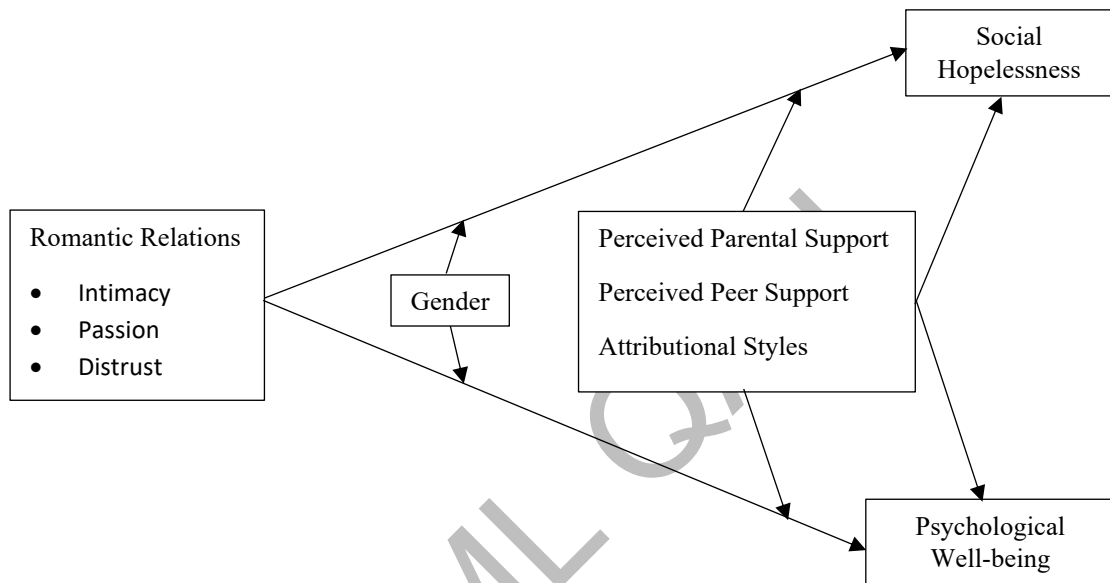 Social
Hopelessness
Romantic Relations
• Intimacy
• Passion
• Distrust
Gender
Perceived Parental Support
Perceived Peer Support
Attributional Styles
Psychological
Well-being